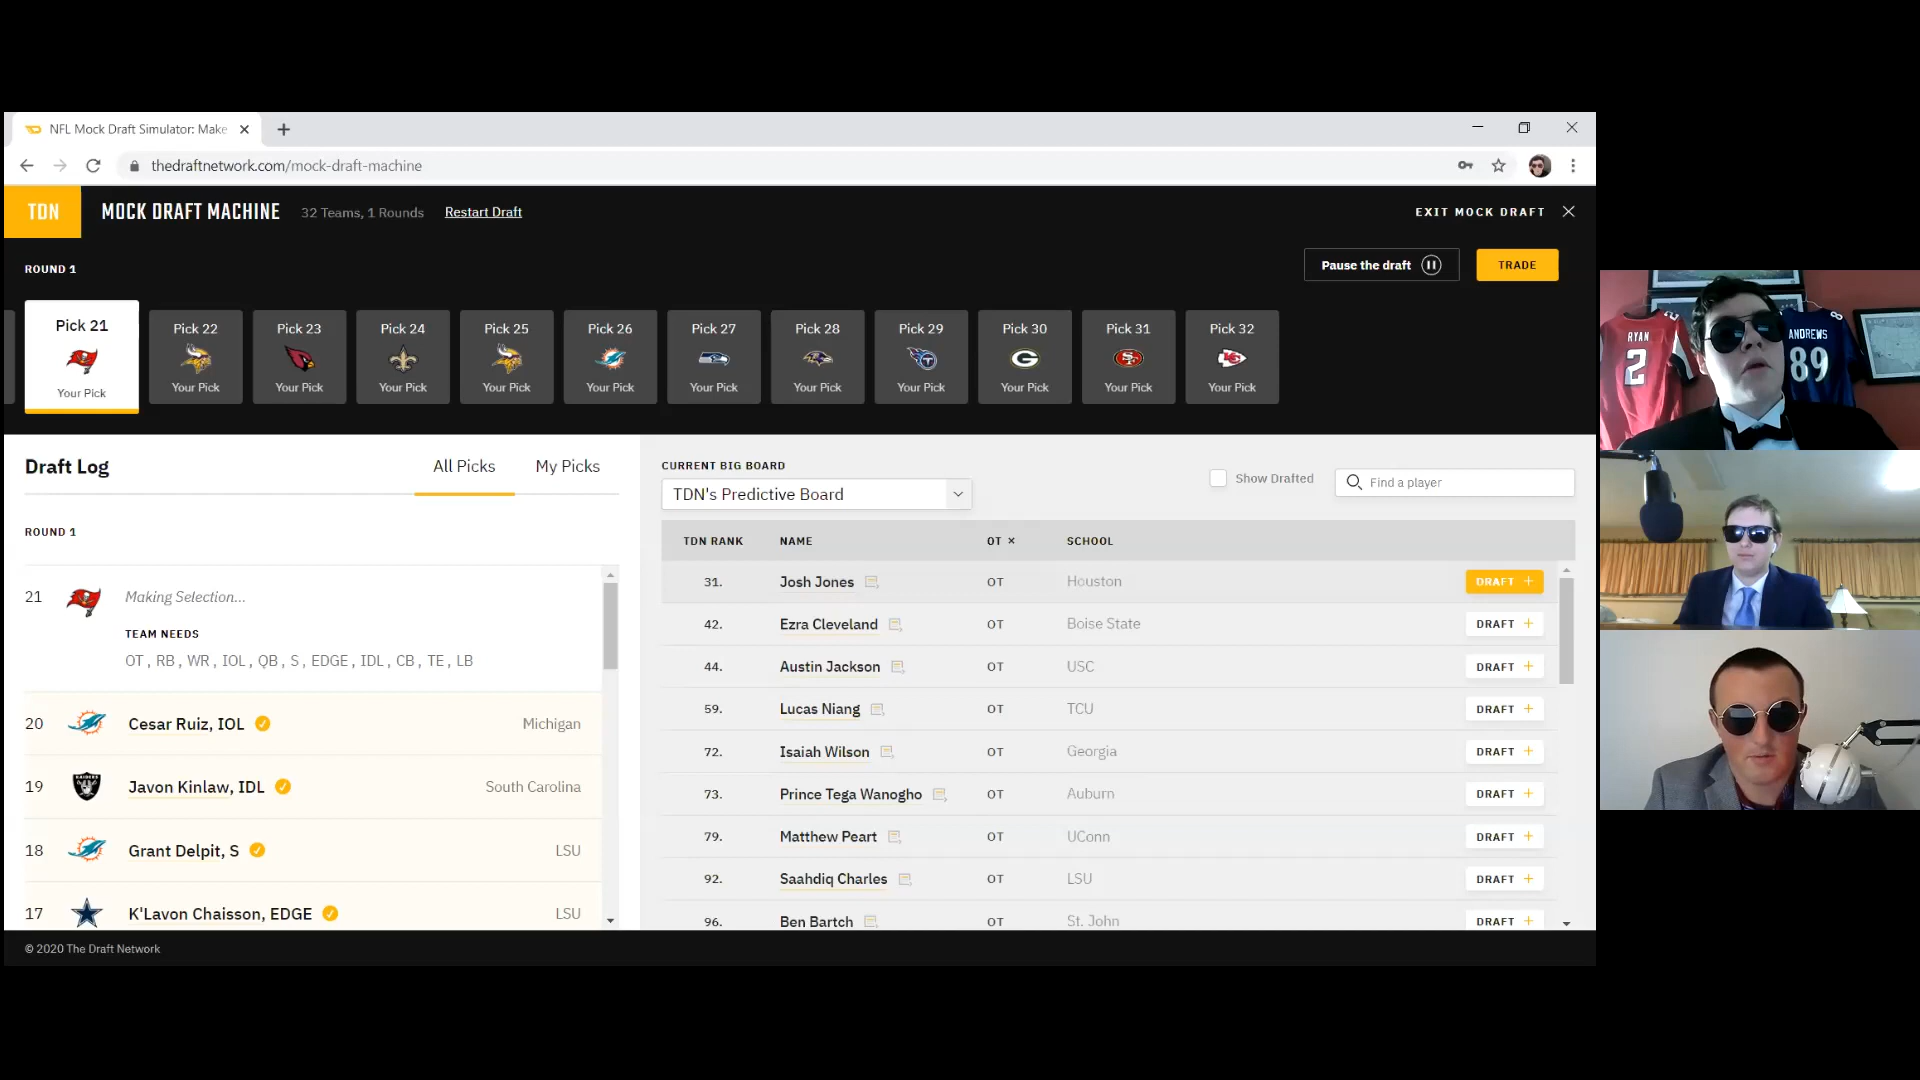 NFL Mock Draft Simulator: Make
thedraftnetwork.com/mock-draft-machine
TDN
MOCK DRAFT MACHINE
32 Teams, 1 Rounds
Restart Draft
EXIT MOCK DRAFT
ROUND 1
Pause the draft
TRADE
Pick 21
Your Pick
Pick 22
Your Pick
Pick 23
Your Pick
Pick 24
Your Pick
Pick 25
Your Pick
Pick 26
Your Pick
Pick 27
Your Pick
Pick 28
Your Pick
Pick 29
Your Pick
Pick 30
G
Your Pick
Pick 31
SF
Your Pick
Pick 32
KC
Your Pick
Draft Log
All Picks
My Picks
ROUND 1
21
Making Selection...
TEAM NEEDS
OT , RB , WR , IOL , QB , S , EDGE , IDL , CB , TE , LB
20
Cesar Ruiz, IOL
Michigan
19
RAIDERS
Javon Kinlaw, IDL
South Carolina
18
Grant Delpit, S
LSU
17
K'Lavon Chaisson, EDGE
LSU
CURRENT BIG BOARD
TDN's Predictive Board
Show Drafted
Find a player
TDN RANK NAME OT × SCHOOL
31. Josh Jones OT Houston DRAFT +
42. Ezra Cleveland OT Boise State DRAFT +
44. Austin Jackson OT USC DRAFT +
59. Lucas Niang OT TCU DRAFT +
72. Isaiah Wilson OT Georgia DRAFT +
73. Prince Tega Wanogho OT Auburn DRAFT +
79. Matthew Peart OT UConn DRAFT +
92. Saahdiq Charles OT LSU DRAFT +
96. Ben Bartch OT St. John DRAFT +
© 2020 The Draft Network
RYAN
2
2
8
ANDREWS
89